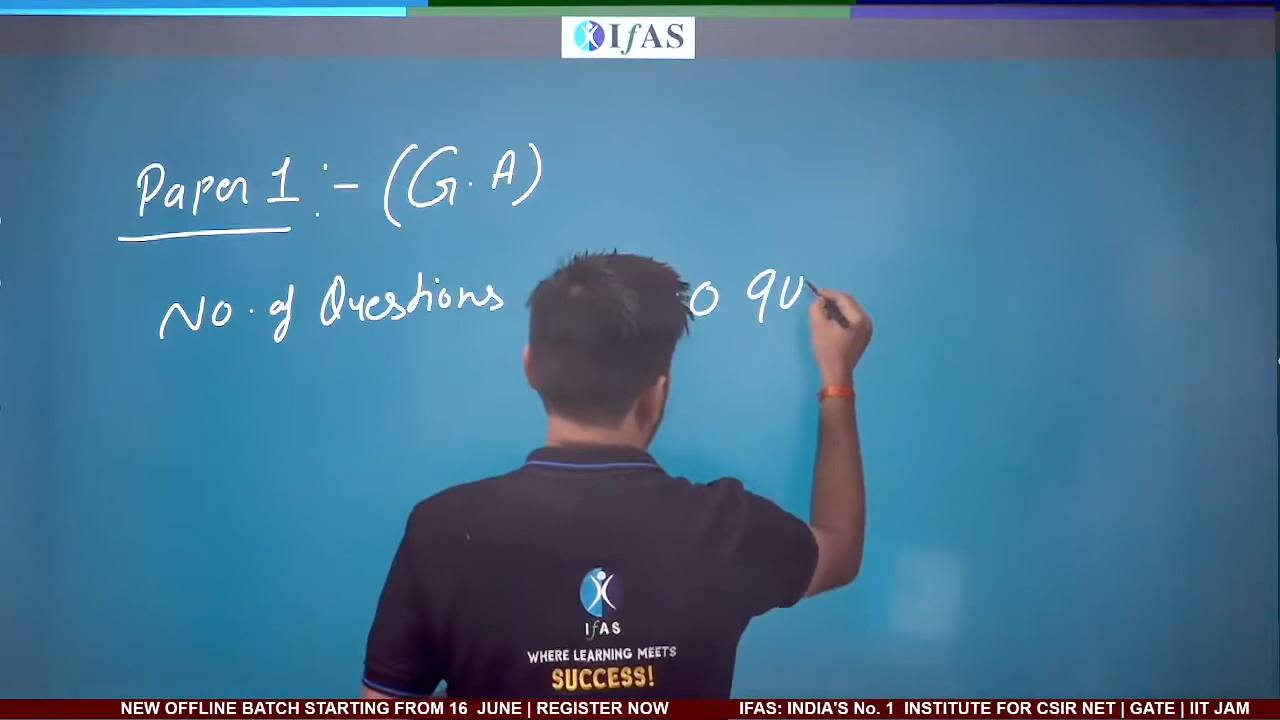 IfAS
Paper 1 :- (G.A)
No. of Questions
IfAS
WHERE LEARNING MEETS
SUCCESS!
NEW OFFLINE BATCH STARTING FROM 16 JUNE | REGISTER NOW IFAS: INDIA'S No. 1 INSTITUTE FOR CSIR NET | GATE | IIT JAM